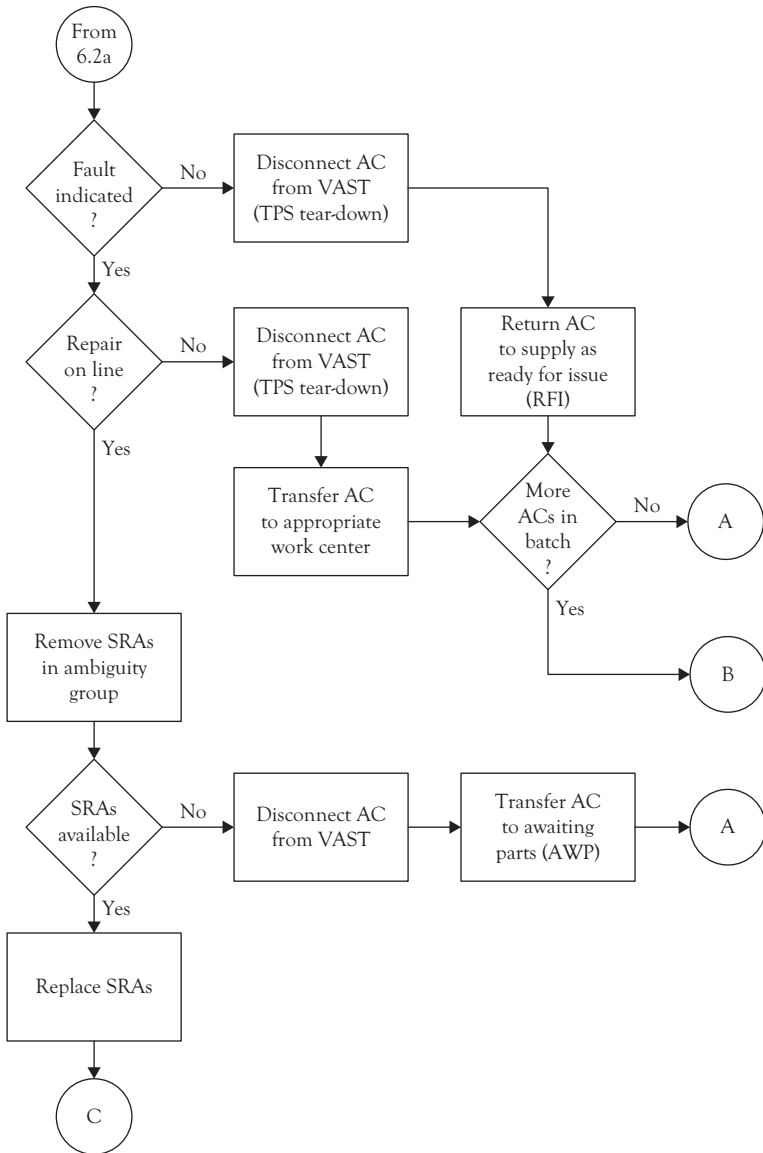 From
6.2a
Fault
indicated
?
No
Disconnect AC
from VAST
(TPS tear-down)
Yes
Repair
on line
?
No
Disconnect AC
from VAST
(TPS tear-down)
Return AC
to supply as
ready for issue
(RFI)
Yes
Transfer AC
to appropriate
work center
More
ACs in
batch
?
No
A
Yes
B
Remove SRAs
in ambiguity
group
SRAs
available
?
No
Disconnect AC
from VAST
Transfer AC
to awaiting
parts (AWP)
A
Yes
Replace SRAs
C